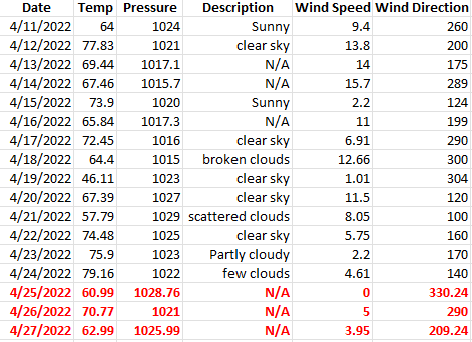 Date Temp Pressure Description Wind Speed Wind Direction
4/11/2022 64 1024 Sunny 9.4 260
4/12/2022 77.83 1021 clear sky 13.8 200
4/13/2022 69.44 1017.1 N/A 14 175
4/14/2022 67.46 1015.7 N/A 15.7 289
4/15/2022 73.9 1020 Sunny 2.2 124
4/16/2022 65.84 1017.3 N/A 11 199
4/17/2022 72.45 1016 clear sky 6.91 290
4/18/2022 64.4 1015 broken clouds 12.66 300
4/19/2022 46.11 1023 clear sky 1.01 304
4/20/2022 67.39 1027 clear sky 11.5 120
4/21/2022 57.79 1029 scattered clouds 8.05 100
4/22/2022 74.48 1025 clear sky 5.75 160
4/23/2022 75.9 1023 Partly cloudy 2.2 170
4/24/2022 79.16 1022 few clouds 4.61 140
4/25/2022 60.99 1028.76 N/A 0 330.24
4/26/2022 70.77 1021 N/A 5 290
4/27/2022 62.99 1025.99 N/A 3.95 209.24